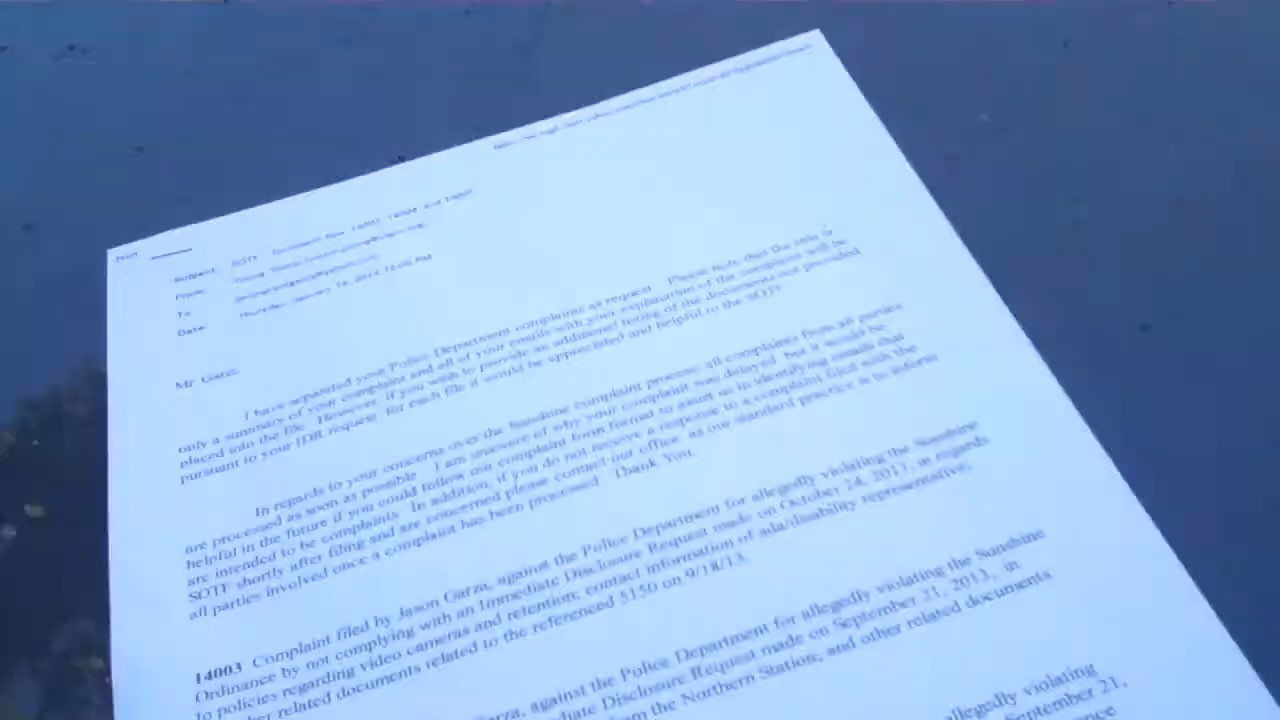 Print
Subject: SOTF
From:
To:
Date: Thursday, January 16, 2014
Mr. Garza,
I have separated your Police Department complaints as request. Please note that the
only a summary of your complaint and all of your emails with your explanation of the complaint will be
placed into the file. However, if you wish to provide an additional listing of the documents not provided
pursuant to your IDR request for each file it would be appreciated and helpful to the SOTF.
In regards to your concerns over the Sunshine complaint process; all complaints from all parties
are processed as soon as possible. I am unaware of why your complaint was delayed, but it would be
helpful in the future if you could follow our complaint form format to assist us in identifying emails that
are intended to be complaints. In addition, if you do not receive a response to a complaint filed with the
SOTF shortly after filing and are concerned please contact our office, as our standard practice is to inform
all parties involved once a complaint has been processed. Thank You.
14003 Complaint filed by Jason Garza, against the Police Department for allegedly violating the Sunshine
Ordinance by not complying with an Immediate Disclosure Request made on October 24, 2013, as regards
to policies regarding video cameras and retention; contact information of ada/disability representative;
her related documents related to the referenced 5150 on 9/18/13.
arza, against the Police Department for allegedly violating the Sunshine
diate Disclosure Request made on September 21, 2013, in
m the Northern Station; and other related documents
allegedly violating
September 21,